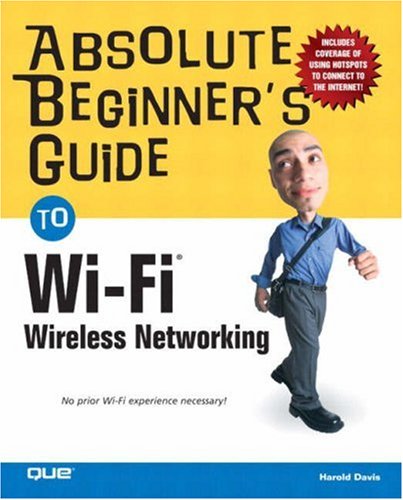 ABSOLUTE
BEGINNER'S
GUIDE
TO
Wi-Fi®
Wireless Networking
INCLUDES
COVERAGE OF
USING HOTSPOTS
TO CONNECT TO
THE INTERNET!
No prior Wi-Fi experience necessary!
QUE®
Harold Davis